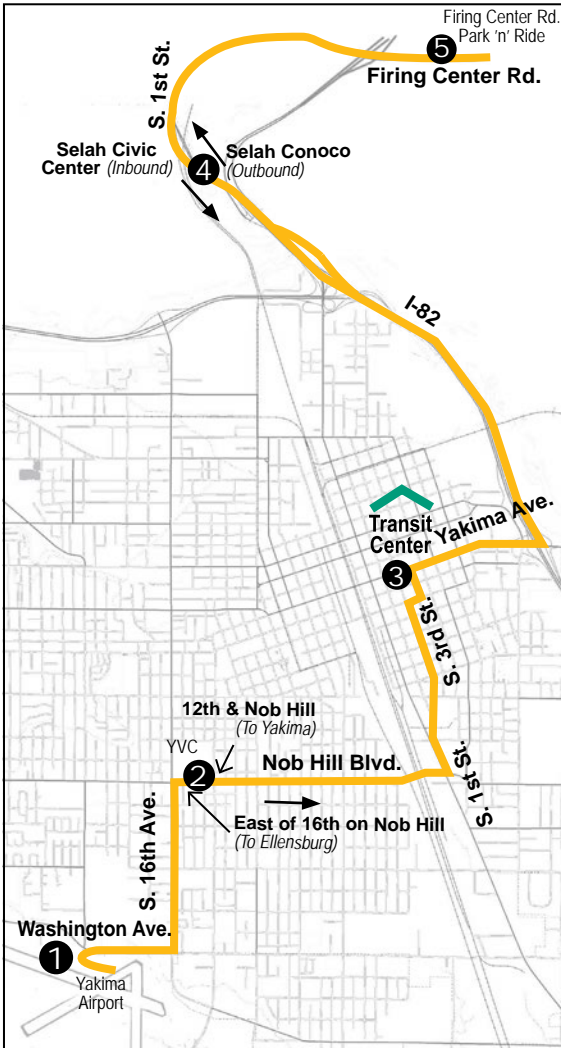 Firing Center Rd.
Park 'n' Ride
5
Firing Center Rd.
S. 1st St.
Selah Civic
Center (Inbound)
4
Selah Conoco
(Outbound)
I-82
Transit
Center
Yakima Ave.
3
S. 3rd St.
12th & Nob Hill
(To Yakima)
YVC
2
Nob Hill Blvd.
S. 1st St.
East of 16th on Nob Hill
(To Ellensburg)
S. 16th Ave.
Washington Ave.
1
Yakima
Airport